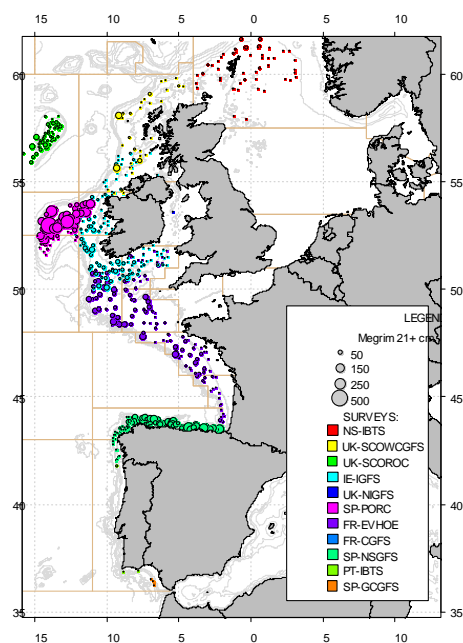 15 10 5 0 5 10
60
55
50
45
40
35
LEGEN
Megrim 21+ cm
50
150
250
500
SURVEYS:
NS-IBTS
UK-SCOWCGFS
UK-SCOROC
IE-IGFS
UK-NIGFS
SP-PORC
FR-EVHOE
FR-CGFS
SP-NSGFS
PT-IBTS
SP-GCGFS
15 10 5 0 5 10